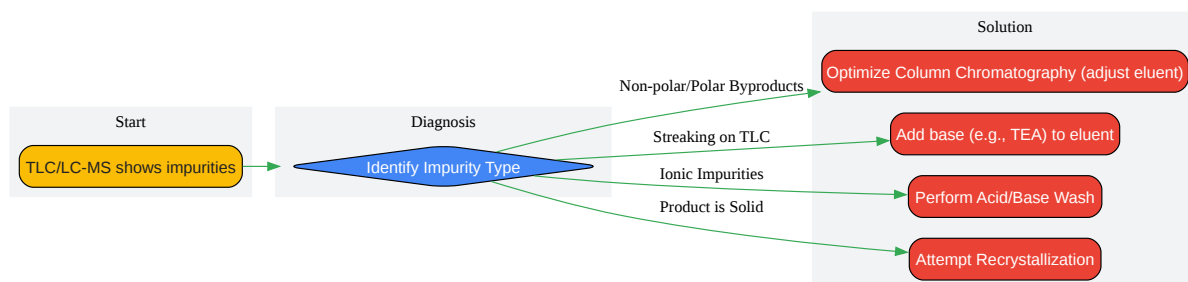 Start
TLC/LC-MS shows impurities
Diagnosis
Identify Impurity Type
Non-polar/Polar Byproducts
Streaking on TLC
Ionic Impurities
Product is Solid
Solution
Optimize Column Chromatography (adjust eluent)
Add base (e.g., TEA) to eluent
Perform Acid/Base Wash
Attempt Recrystallization